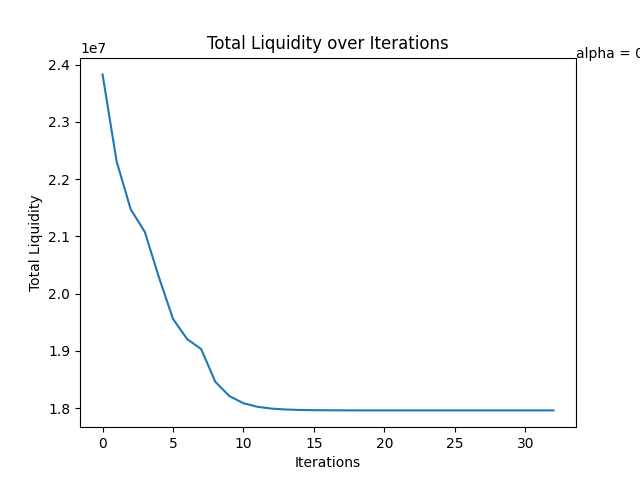 Total Liquidity over Iterations
1e7
alpha = 0
2.4
2.3
2.2
2.1
2.0
1.9
1.8
Total Liquidity
0 5 10 15 20 25 30
Iterations